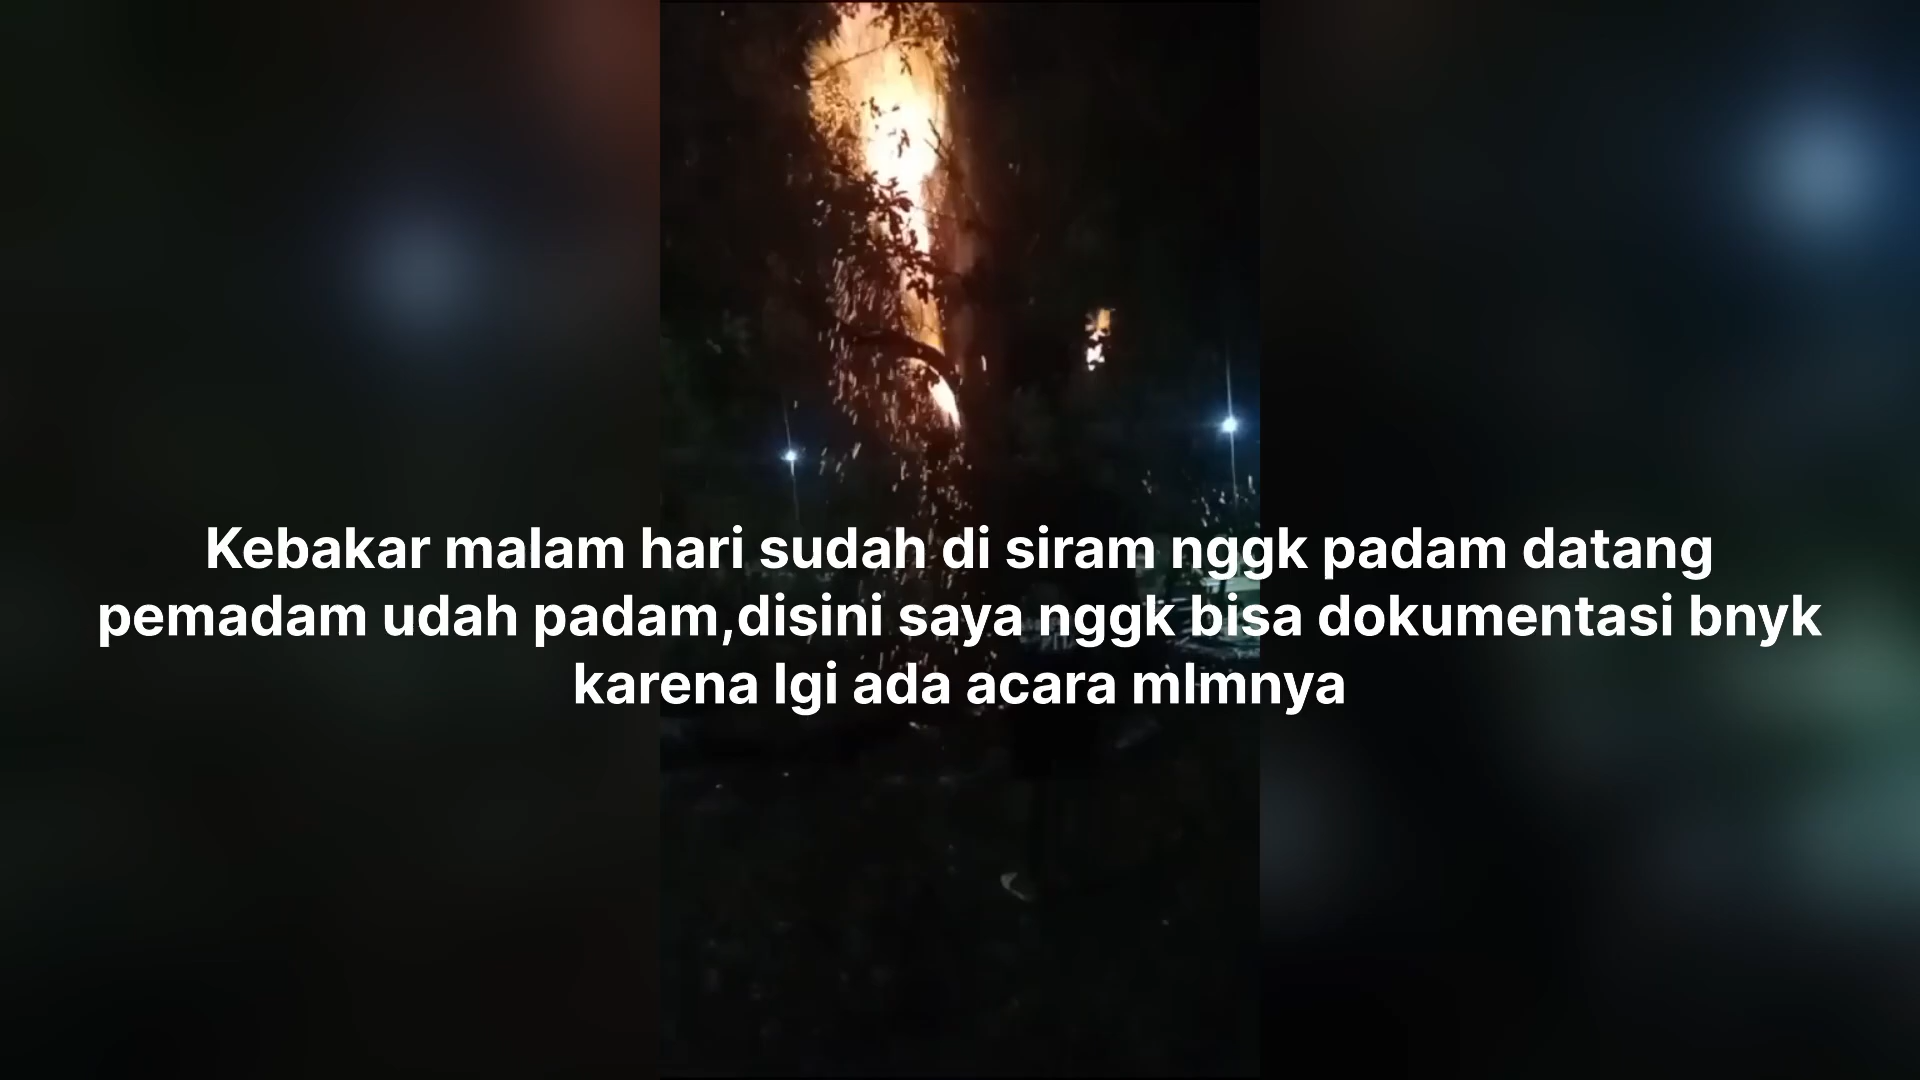 Kebakar malam hari sudah di siram nggk padam datang
pemadam udah padam,disini saya nggk bisa dokumentasi bnyk
karena lgi ada acara mlmnya